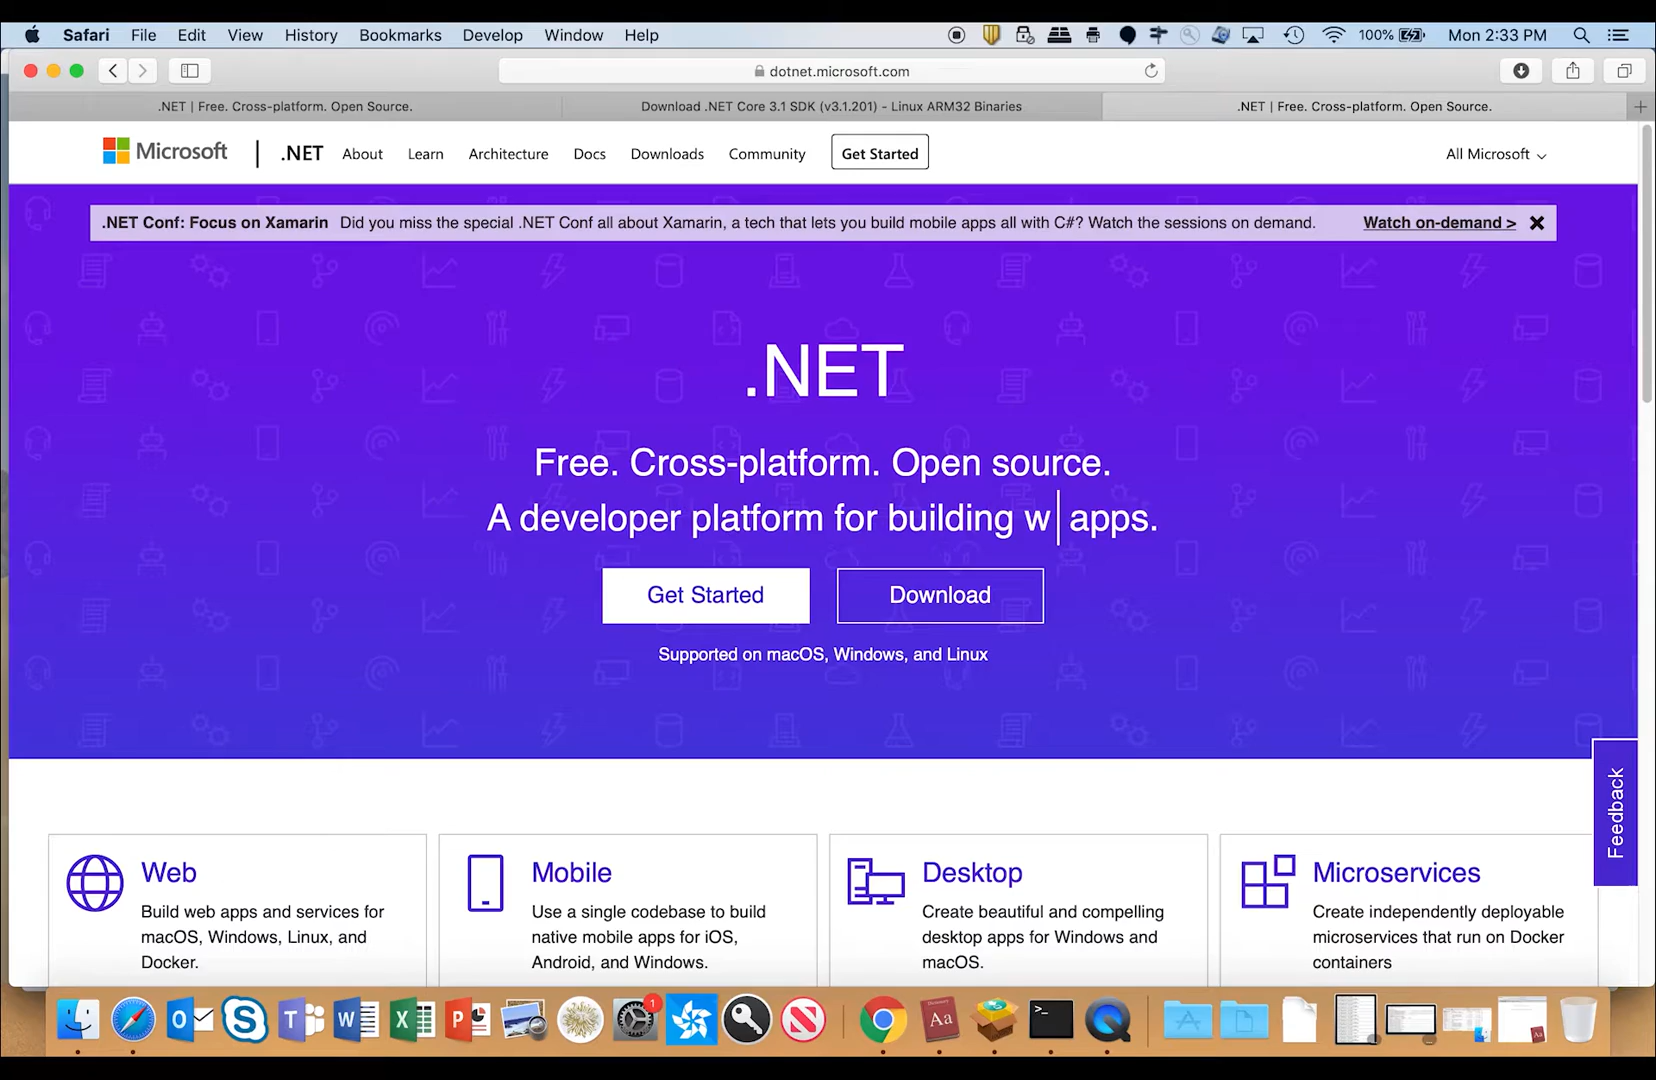 Safari File Edit View History Bookmarks Develop Window Help 100% Mon 2:33 PM
dotnet.microsoft.com
.NET | Free. Cross-platform. Open Source. Download .NET Core 3.1 SDK (v3.1.201) - Linux ARM32 Binaries .NET | Free. Cross-platform. Open Source.
Microsoft .NET About Learn Architecture Docs Downloads Community Get Started All Microsoft
.NET Conf: Focus on Xamarin Did you miss the special .NET Conf all about Xamarin, a tech that lets you build mobile apps all with C#? Watch the sessions on demand. Watch on-demand >
.NET
Free. Cross-platform. Open source.
A developer platform for building w apps.
Get Started Download
Supported on macOS, Windows, and Linux
Feedback
Web
Build web apps and services for
macOS, Windows, Linux, and
Docker.
Mobile
Use a single codebase to build
native mobile apps for iOS,
Android, and Windows.
Desktop
Create beautiful and compelling
desktop apps for Windows and
macOS.
Microservices
Create independently deployable
microservices that run on Docker
containers
1